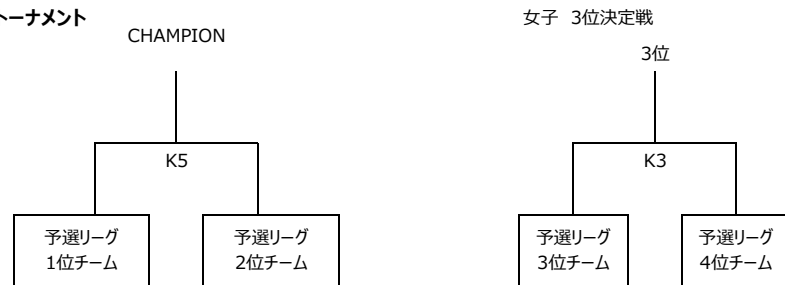 トーナメント
CHAMPION
K5
予選リーグ
1位チーム
予選リーグ
2位チーム
女子 3位決定戦
3位
K3
予選リーグ
3位チーム
予選リーグ
4位チーム